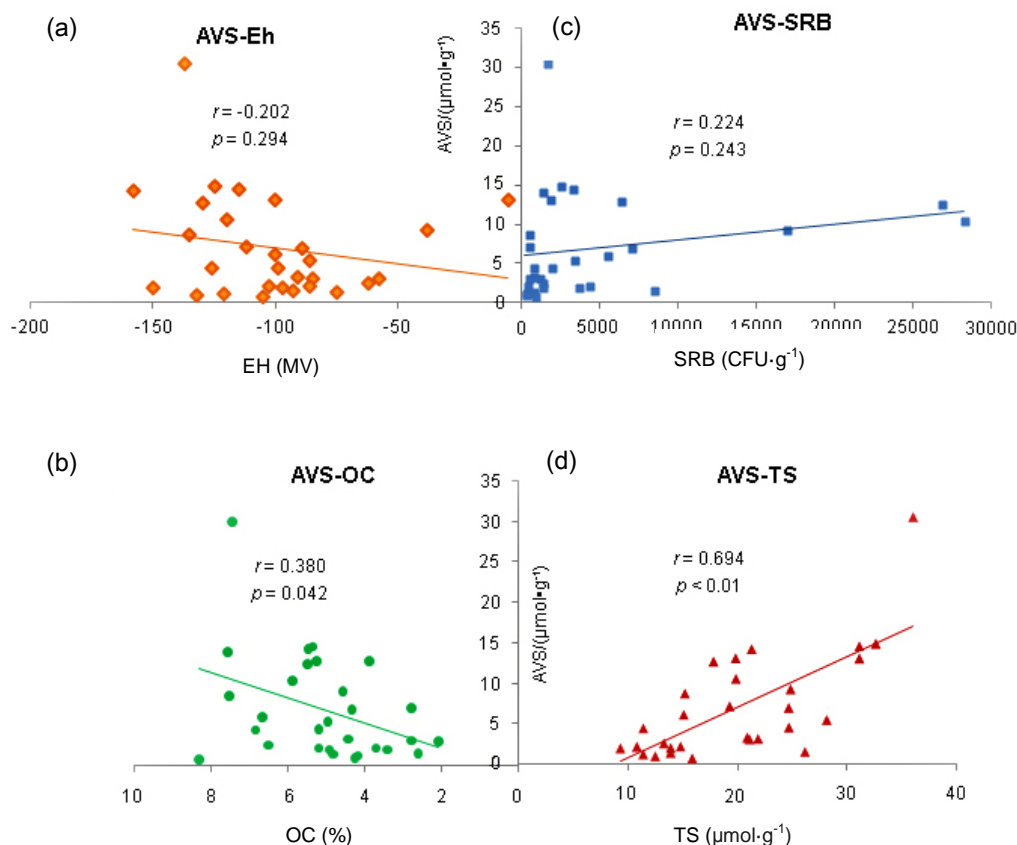 (a)
AVS-Eh
r = -0.202
p = 0.294
-200
-150
-100
-50
EH (MV)
(c)
AVS-SRB
AVS/(μmol•g⁻¹)
35
30
25
20
15
10
5
0
r = 0.224
p = 0.243
0
5000
10000
15000
20000
25000
30000
SRB (CFU·g⁻¹)
(b)
AVS-OC
r = 0.380
p = 0.042
10
8
6
4
2
OC (%)
(d)
AVS-TS
AVS/(μmol•g⁻¹)
35
30
25
20
15
10
5
0
r = 0.694
p < 0.01
0
10
20
30
40
TS (μmol·g⁻¹)